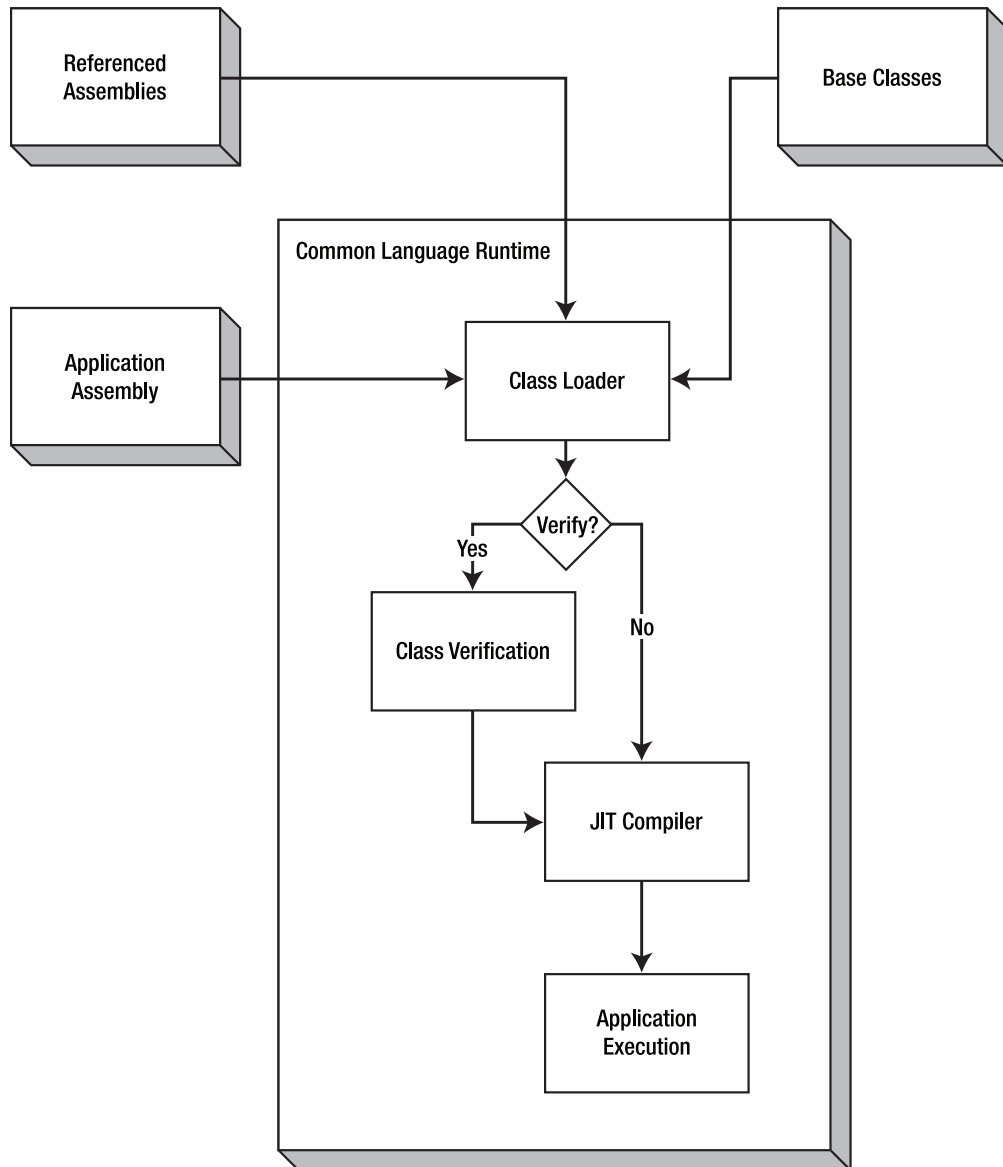 Referenced
Assemblies
Base Classes
Common Language Runtime
Application
Assembly
Class Loader
Verify?
Yes
No
Class Verification
JIT Compiler
Application
Execution